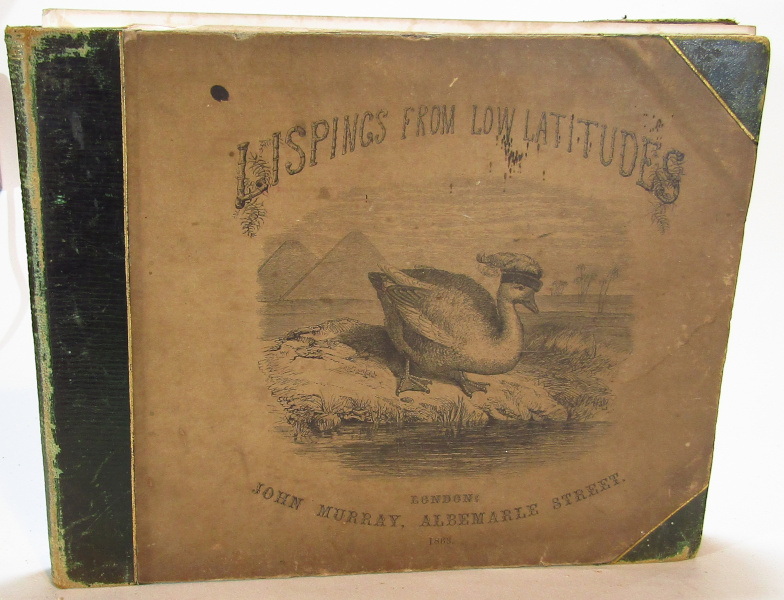 LISPINGS FROM LOW LATITUDES
LONDON:
JOHN MURRAY, ALBEMARLE STREET.
1863.